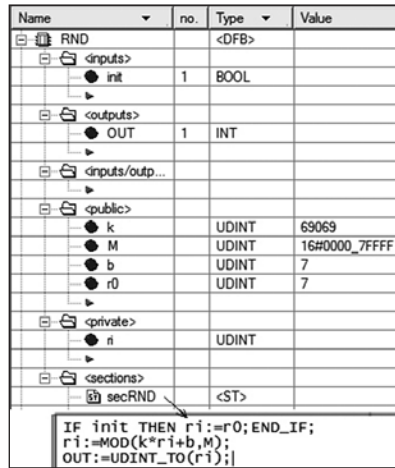 Name no. Type Value
RND <DFB>
<inputs>
init 1 BOOL
<outputs>
OUT 1 INT
<inputs/outp...
<public>
k UDINT 69069
M UDINT 16#0000_7FFFF
b UDINT 7
r0 UDINT 7
<private>
ri UDINT
<sections>
secRND <ST>
IF init THEN ri:=r0;END_IF;
ri:=MOD(k*ri+b,M);
OUT:=UDINT_TO(ri);